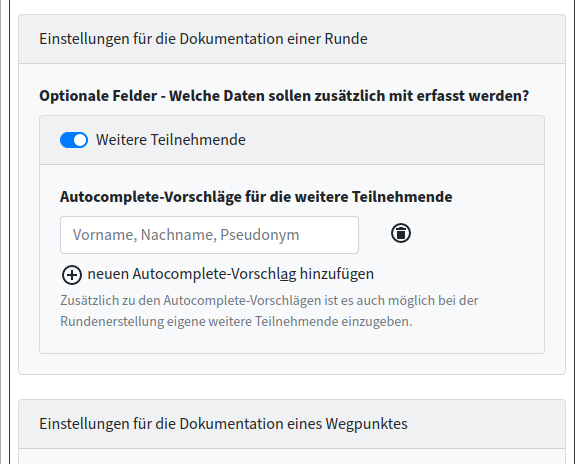 Einstellungen für die Dokumentation einer Runde
Optionale Felder - Welche Daten sollen zusätzlich mit erfasst werden?
Weitere Teilnehmende
Autocomplete-Vorschläge für die weitere Teilnehmende
Vorname, Nachname, Pseudonym
neuen Autocomplete-Vorschlag hinzufügen
Zusätzlich zu den Autocomplete-Vorschlägen ist es auch möglich bei der
Rundenerstellung eigene weitere Teilnehmende einzugeben.
Einstellungen für die Dokumentation eines Wegpunktes